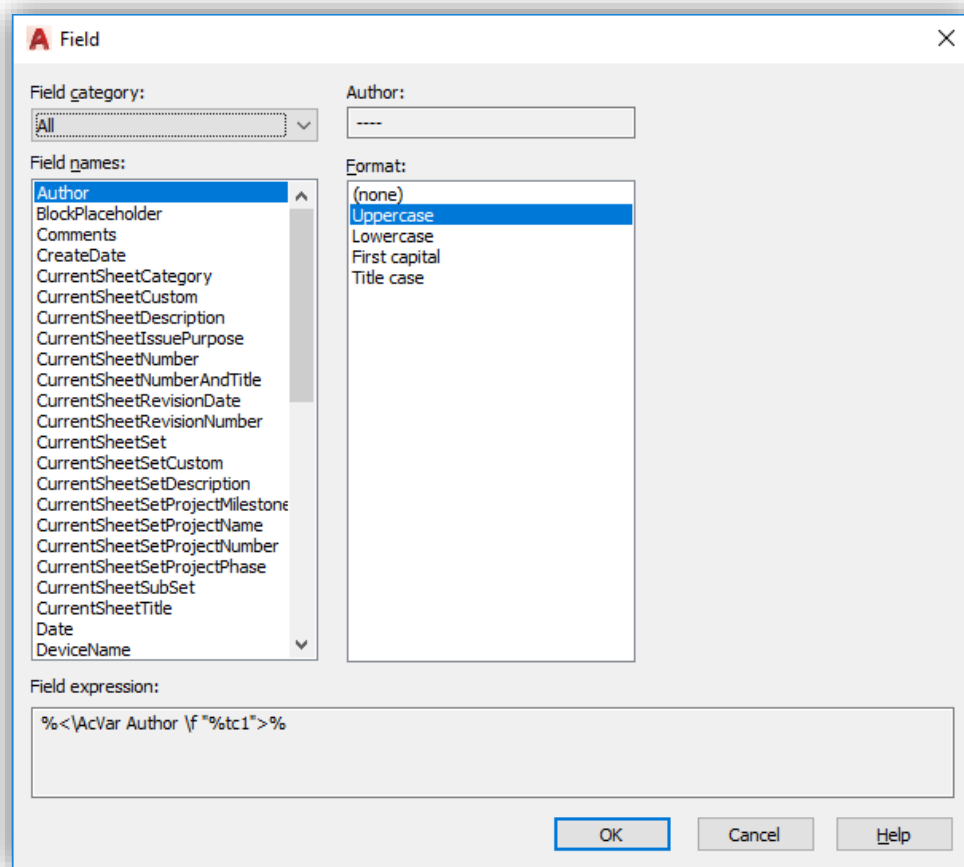 Field
Field category:
All
Field names:
Author
BlockPlaceholder
Comments
CreateDate
CurrentSheetCategory
CurrentSheetCustom
CurrentSheetDescription
CurrentSheetIssuePurpose
CurrentSheetNumber
CurrentSheetNumberAndTitle
CurrentSheetRevisionDate
CurrentSheetRevisionNumber
CurrentSheetSet
CurrentSheetSetCustom
CurrentSheetSetDescription
CurrentSheetSetProjectMilestone
CurrentSheetSetProjectName
CurrentSheetSetProjectNumber
CurrentSheetSetProjectPhase
CurrentSheetSubSet
CurrentSheetTitle
Date
DeviceName
Author:
----
Format:
(none)
Uppercase
Lowercase
First capital
Title case
Field expression:
%<\AcVar Author \f "%tc1">%
OK Cancel Help